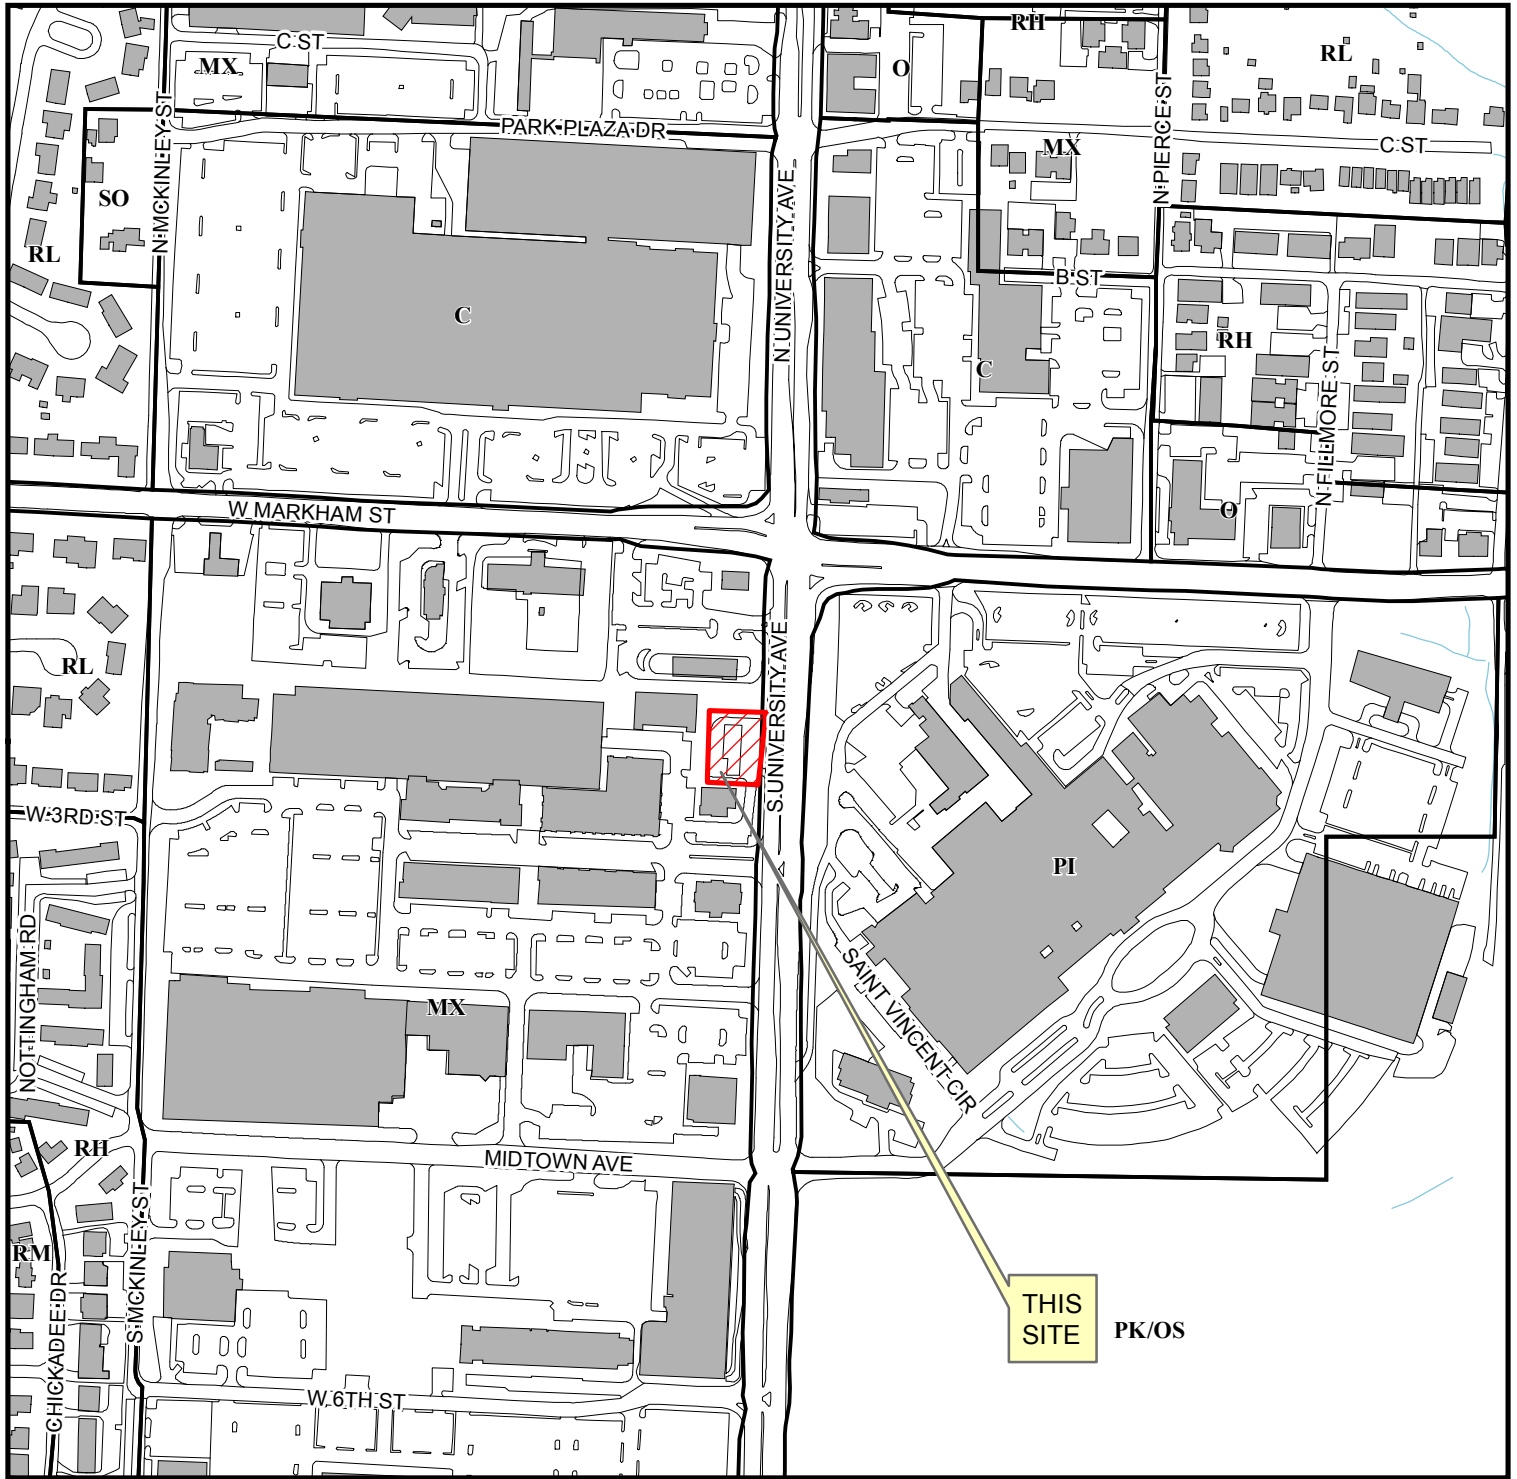 RH
C ST
MX
O
RL
N MCKINLEY ST
PARK PLAZA DR
N PIERCE ST
MX
C ST
SO
N UNIVERSITY AVE
RL
B ST
C
RH
C
N FILLMORE ST
W MARKHAM ST
O
RL
S UNIVERSITY AVE
W 3RD ST
PI
NOTTINGHAM RD
SAINT VINCENT CIR
MX
RH
MIDTOWN AVE
S MCKINLEY ST
RM
CHICKADEE DR
THIS
SITE
PK/OS
W 6TH ST